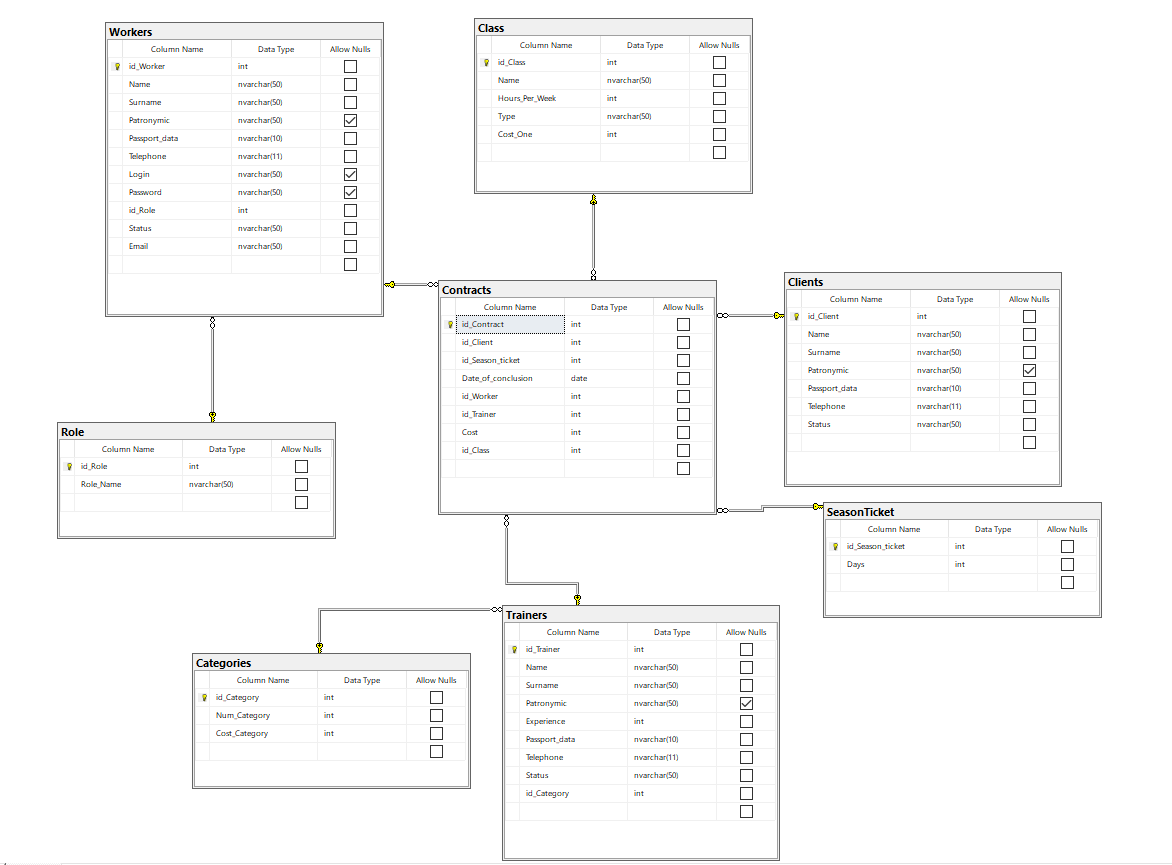 Workers
Column Name Data Type Allow Nulls
id_Worker int
Name nvarchar(50)
Surname nvarchar(50)
Patronymic nvarchar(50)
Passport_data nvarchar(10)
Telephone nvarchar(11)
Login nvarchar(50)
Password nvarchar(50)
id_Role int
Status nvarchar(50)
Email nvarchar(50)
Class
Column Name Data Type Allow Nulls
id_Class int
Name nvarchar(50)
Hours_Per_Week int
Type nvarchar(50)
Cost_One int
Contracts
Column Name Data Type Allow Nulls
id_Contract int
id_Client int
id_Season_ticket int
Date_of_conclusion date
id_Worker int
id_Trainer int
Cost int
id_Class int
Clients
Column Name Data Type Allow Nulls
id_Client int
Name nvarchar(50)
Surname nvarchar(50)
Patronymic nvarchar(50)
Passport_data nvarchar(10)
Telephone nvarchar(11)
Status nvarchar(50)
Role
Column Name Data Type Allow Nulls
id_Role int
Role_Name nvarchar(50)
SeasonTicket
Column Name Data Type Allow Nulls
id_Season_ticket int
Days int
Categories
Column Name Data Type Allow Nulls
id_Category int
Num_Category int
Cost_Category int
Trainers
Column Name Data Type Allow Nulls
id_Trainer int
Name nvarchar(50)
Surname nvarchar(50)
Patronymic nvarchar(50)
Experience int
Passport_data nvarchar(10)
Telephone nvarchar(11)
Status nvarchar(50)
id_Category int